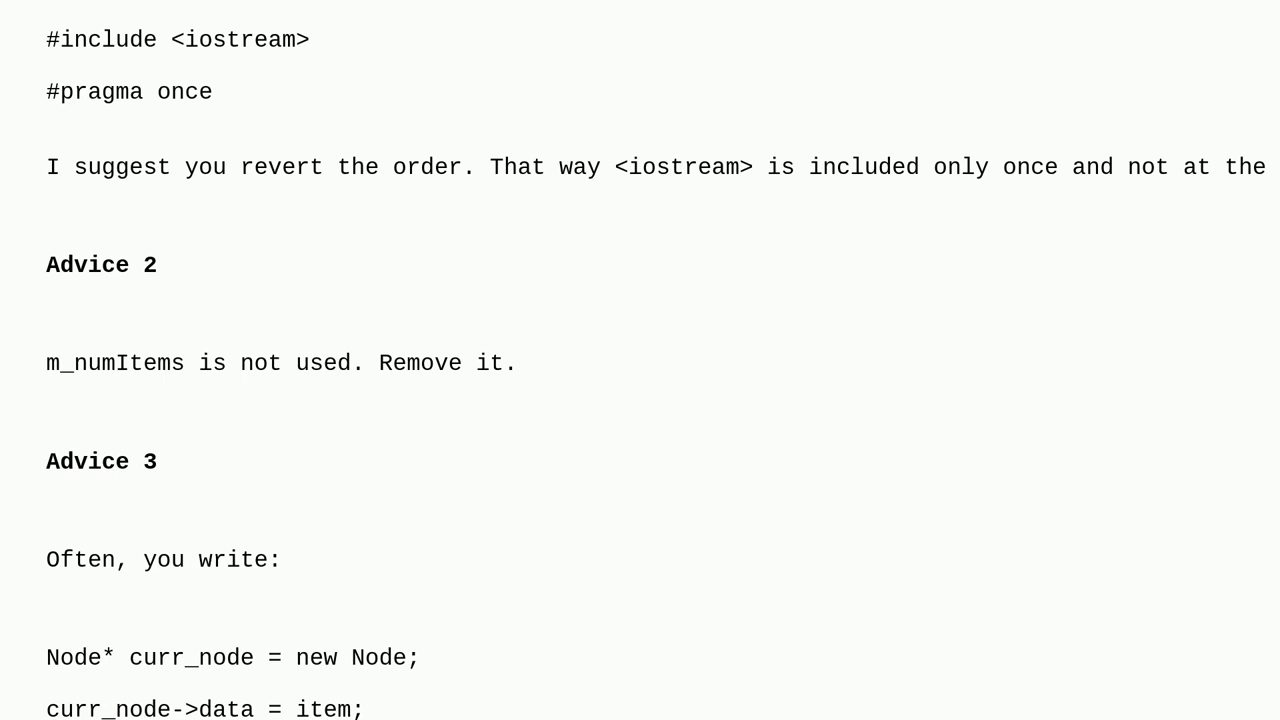 #include <iostream>
#pragma once
I suggest you revert the order. That way <iostream> is included only once and not at the
Advice 2
m_numItems is not used. Remove it.
Advice 3
Often, you write:
Node* curr_node = new Node;
curr_node->data = item;